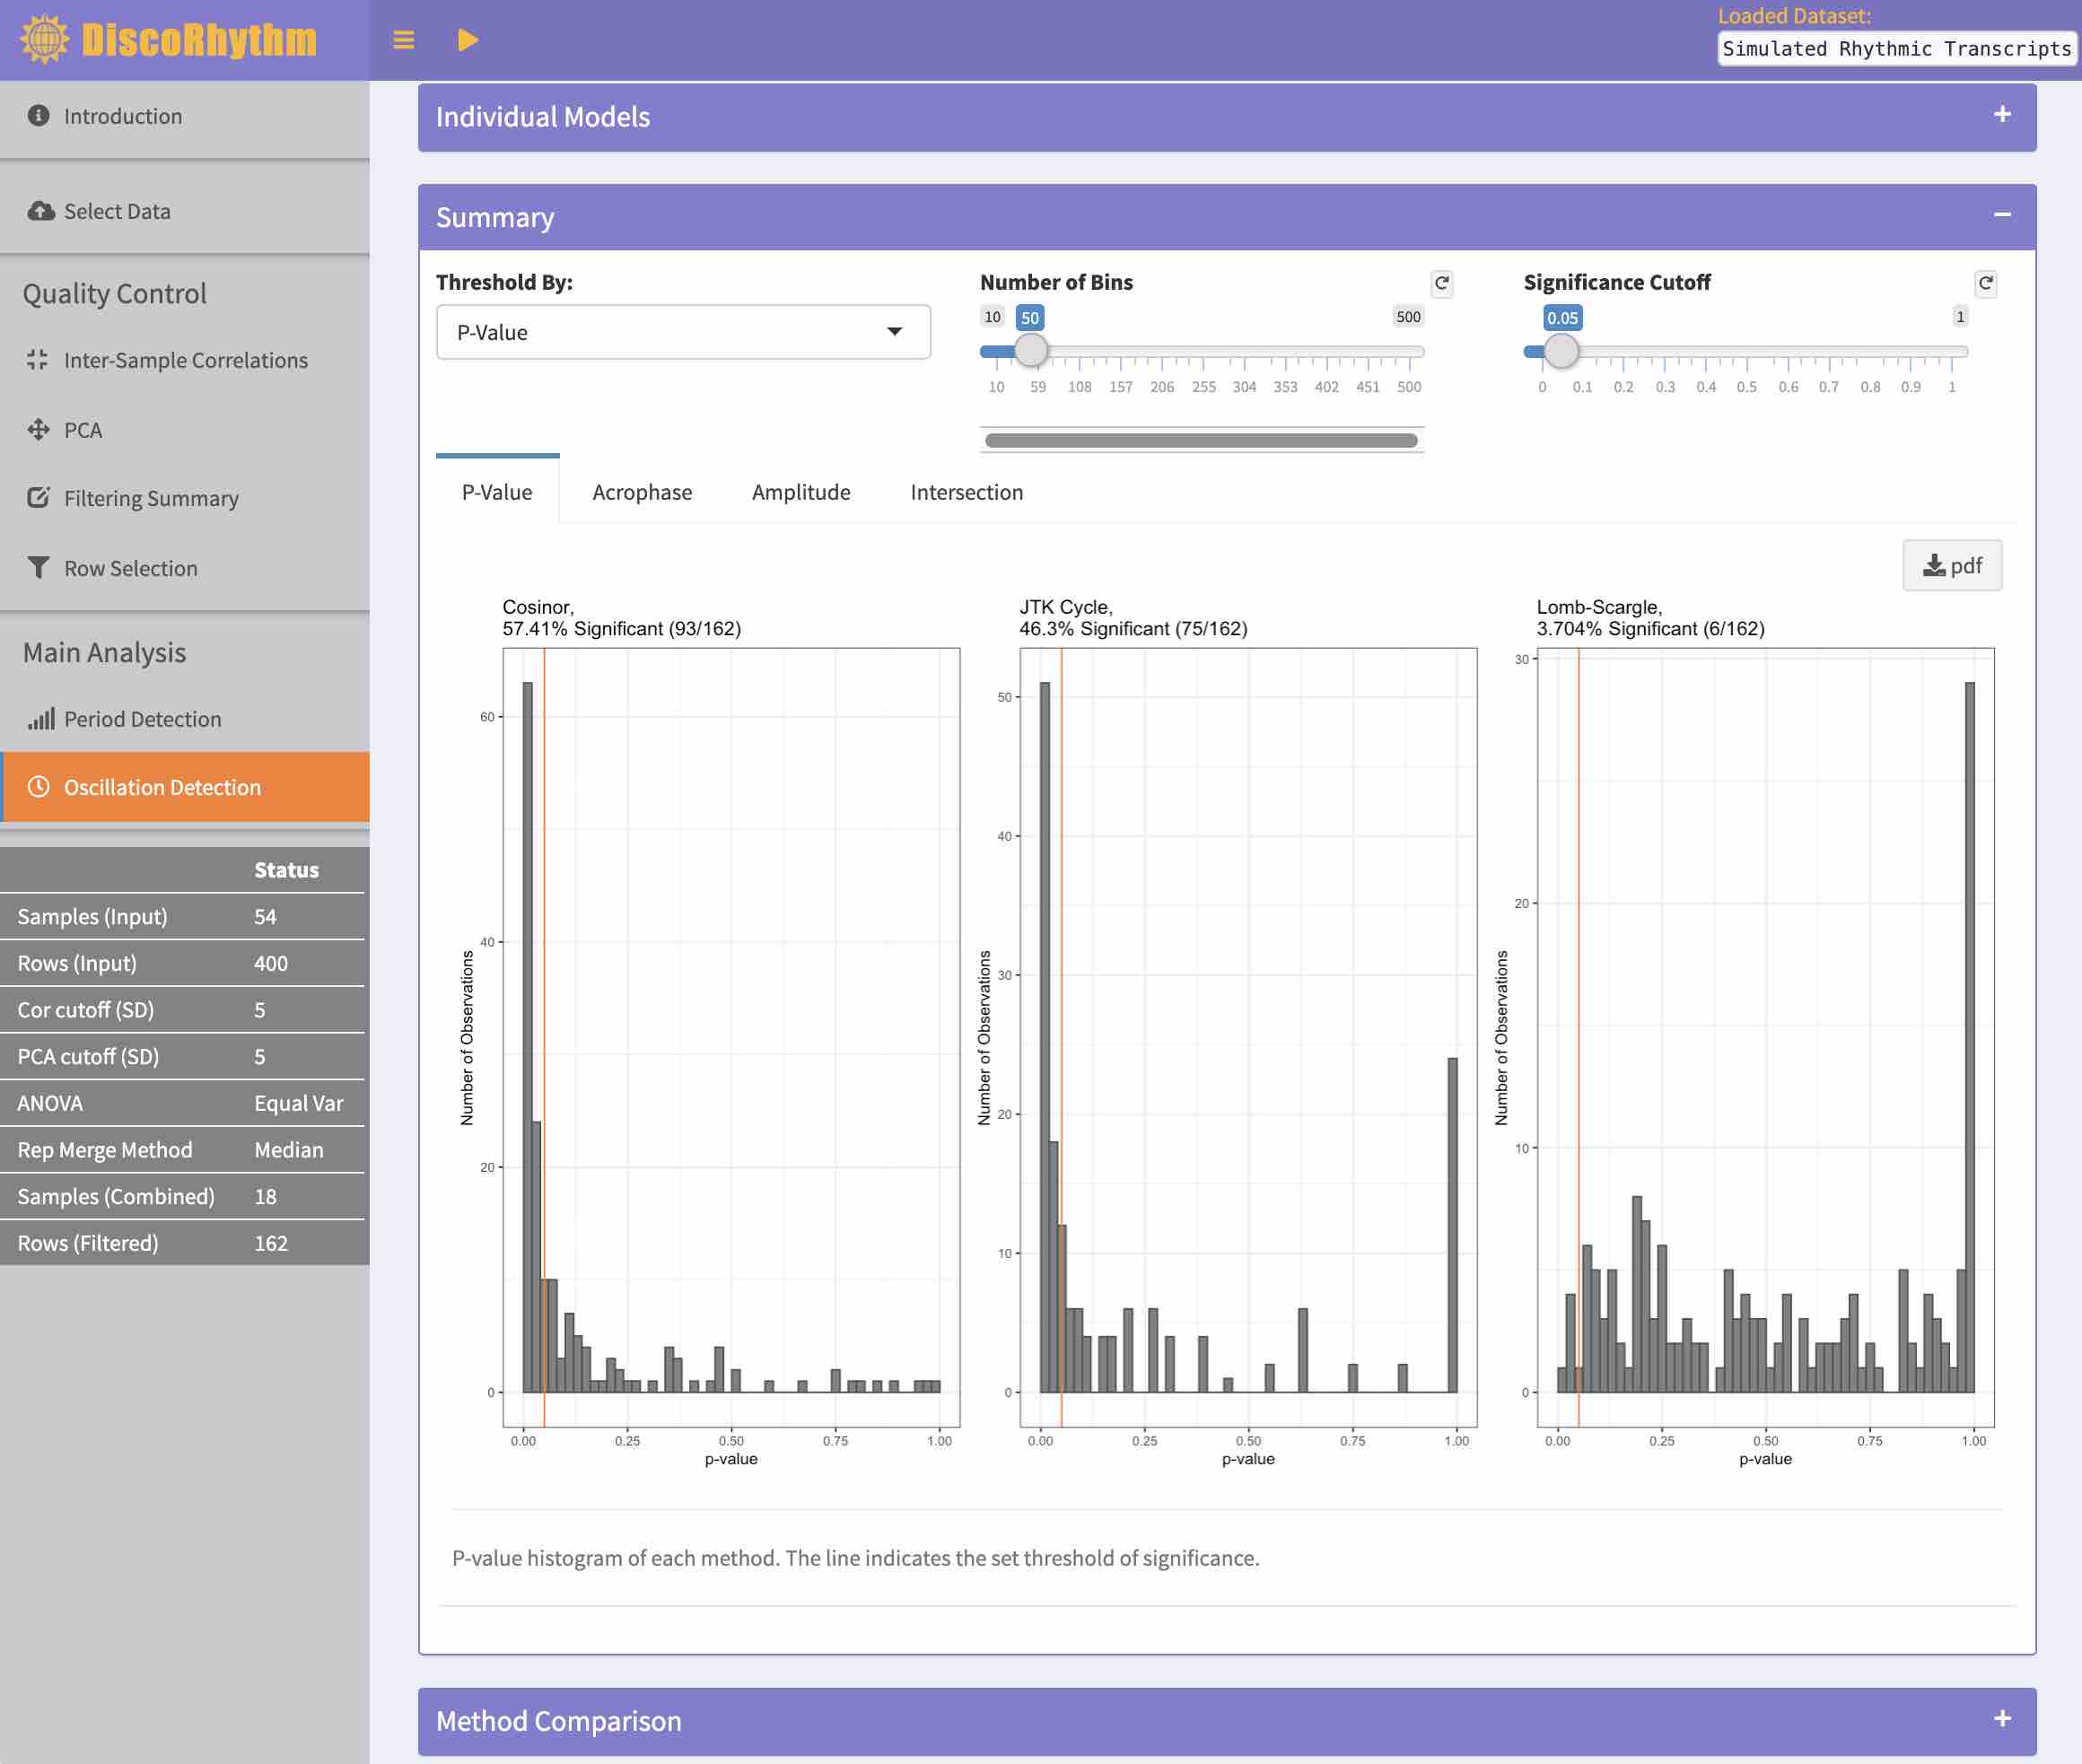 DiscoRhythm
Loaded Dataset:
Simulated Rhythmic Transcripts
Introduction
Select Data
Quality Control
Inter-Sample Correlations
PCA
Filtering Summary
Row Selection
Main Analysis
Period Detection
Oscillation Detection
Status
Samples (Input) 54
Rows (Input) 400
Cor cutoff (SD) 5
PCA cutoff (SD) 5
ANOVA Equal Var
Rep Merge Method Median
Samples (Combined) 18
Rows (Filtered) 162
Individual Models
Summary
Threshold By:
P-Value
Number of Bins
10 50 500
10 59 108 157 206 255 304 353 402 451 500
Significance Cutoff
0.05 1
0 0.1 0.2 0.3 0.4 0.5 0.6 0.7 0.8 0.9 1
P-Value Acrophase Amplitude Intersection
pdf
Cosinor,
57.41% Significant (93/162)
60
40
20
0
Number of Observations
0.00 0.25 0.50 0.75 1.00
p-value
JTK Cycle,
46.3% Significant (75/162)
50
40
30
20
10
0
Number of Observations
0.00 0.25 0.50 0.75 1.00
p-value
Lomb-Scargle,
3.704% Significant (6/162)
30
20
10
0
Number of Observations
0.00 0.25 0.50 0.75 1.00
p-value
P-value histogram of each method. The line indicates the set threshold of significance.
Method Comparison